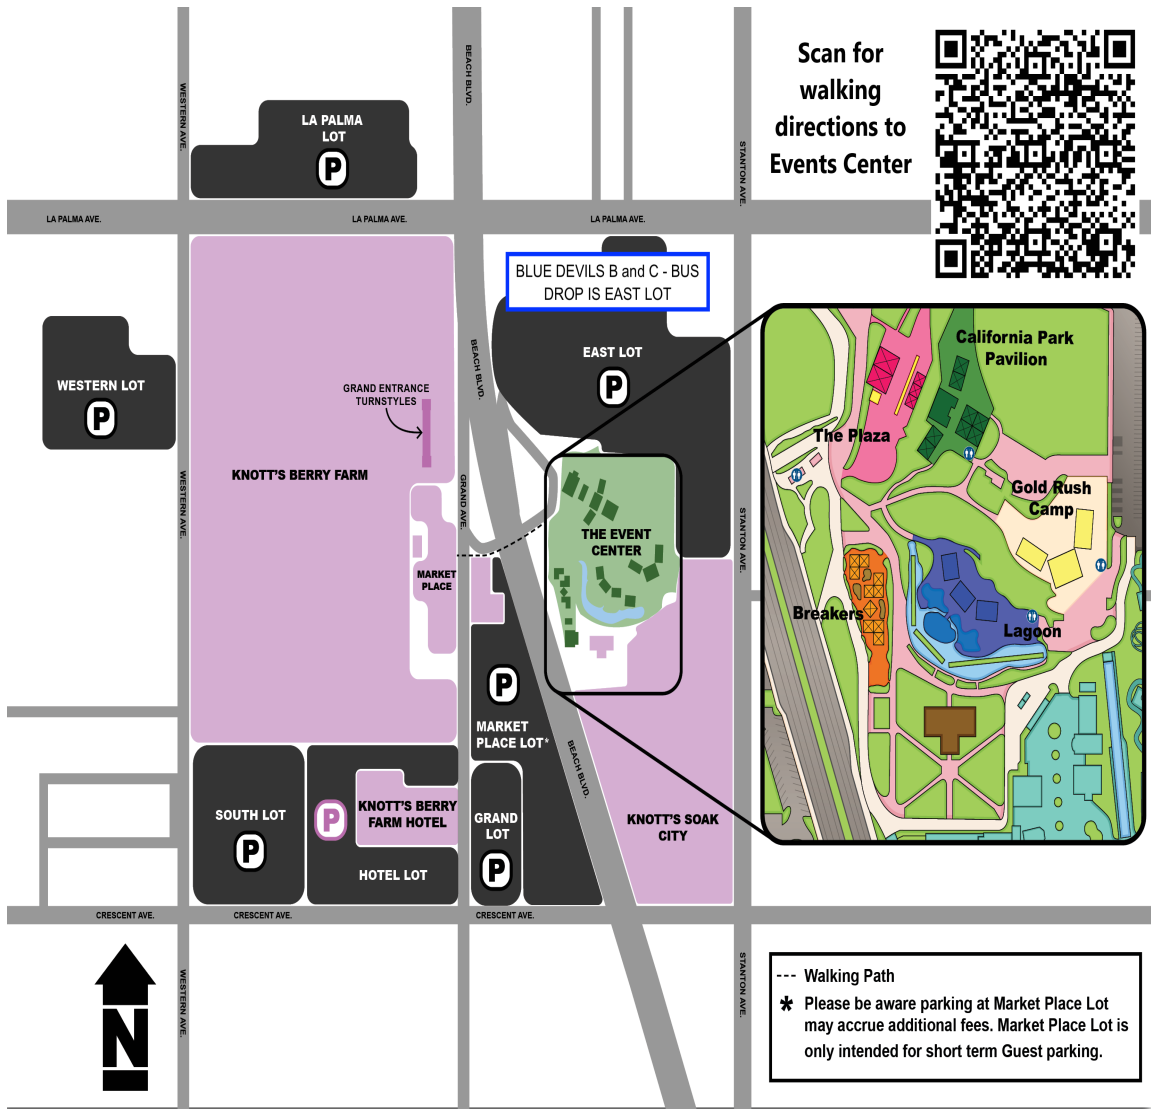 Scan for
walking
directions to
Events Center
WESTERN AVE.
BEACH BLVD.
STANTON AVE.
LA PALMA
LOT
P
LA PALMA AVE.
LA PALMA AVE.
LA PALMA AVE.
BLUE DEVILS B and C - BUS
DROP IS EAST LOT
EAST LOT
P
WESTERN LOT
P
BEACH BLVD.
GRAND ENTRANCE
TURNSTYLES
KNOTT'S BERRY FARM
WESTERN AVE.
GRAND AVE.
STANTON AVE.
THE EVENT
CENTER
MARKET
PLACE
California Park
Pavilion
The Plaza
Gold Rush
Camp
Breakers
Lagoon
P
MARKET
PLACE LOT*
BEACH BLVD.
SOUTH LOT
P
P
KNOTT'S BERRY
FARM HOTEL
HOTEL LOT
GRAND
LOT
P
KNOTT'S SOAK
CITY
CRESCENT AVE.
CRESCENT AVE.
CRESCENT AVE.
WESTERN AVE.
STANTON AVE.
N
--- Walking Path
* Please be aware parking at Market Place Lot
may accrue additional fees. Market Place Lot is
only intended for short term Guest parking.